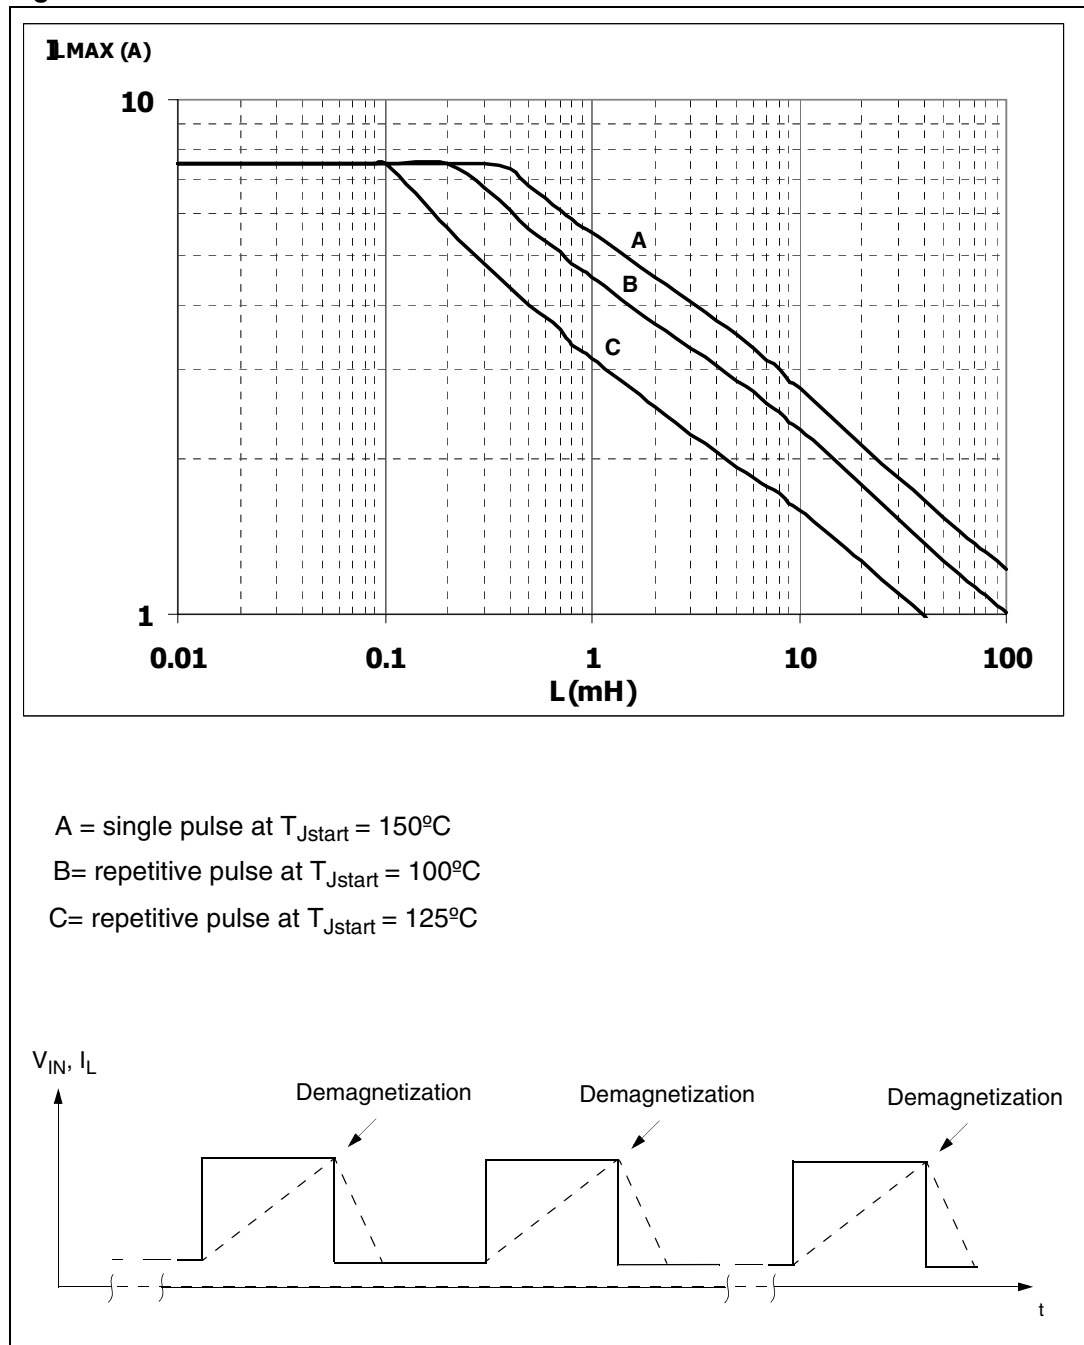 ILMAX (A)
10
A
B
C
1
0.01 0.1 1 10 100
L(mH)
A = single pulse at TJstart = 150ºC
B= repetitive pulse at TJstart = 100ºC
C= repetitive pulse at TJstart = 125ºC
VIN, IL
Demagnetization Demagnetization Demagnetization
t